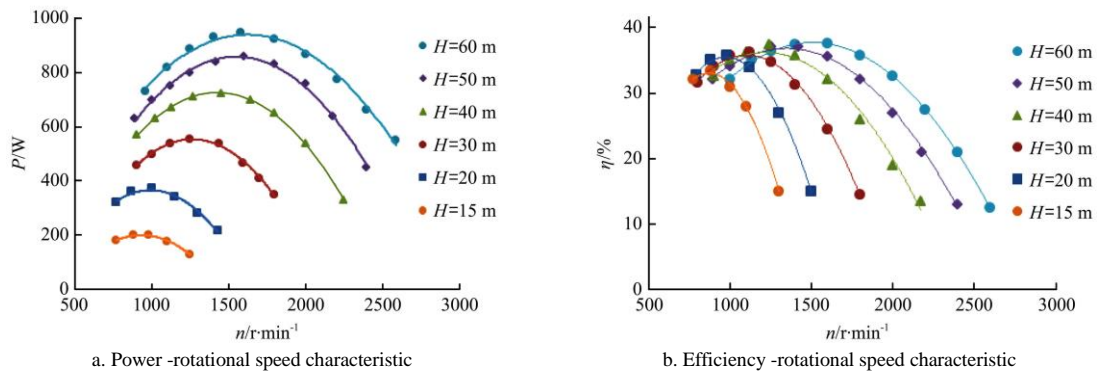 1000
800
600
400
200
0
P/W
500
1000
1500
2000
2500
3000
n/r·min⁻¹
H=60 m
H=50 m
H=40 m
H=30 m
H=20 m
H=15 m
a. Power -rotational speed characteristic
40
30
20
10
0
η/%
500
1000
1500
2000
2500
3000
n/r·min⁻¹
H=60 m
H=50 m
H=40 m
H=30 m
H=20 m
H=15 m
b. Efficiency -rotational speed characteristic